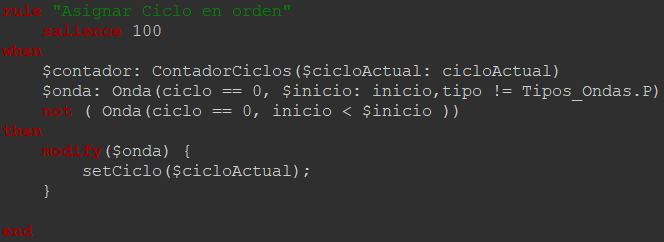 rule "Asignar Ciclo en orden"
salience 100
when
$contador: ContadorCiclos($cicloActual: cicloActual)
$onda: Onda(ciclo == 0, $inicio: inicio,tipo != Tipos_Ondas.P)
not ( Onda(ciclo == 0, inicio < $inicio ))
then
modify($onda) {
setCiclo($cicloActual);
}
end